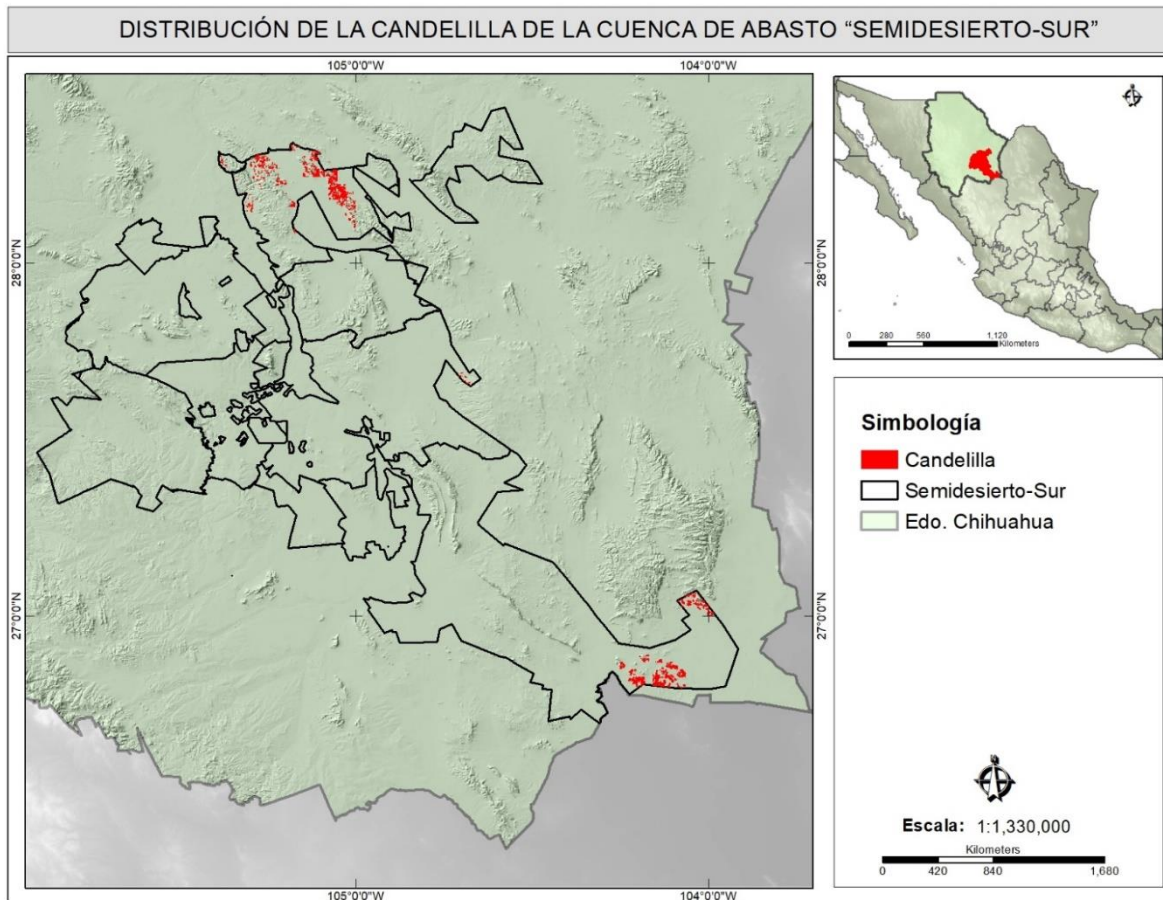 DISTRIBUCIÓN DE LA CANDELILLA DE LA CUENCA DE ABASTO “SEMIDESIERTO-SUR”
105°0'0"W 104°0'0"W
28°0'0"N 28°0'0"N
27°0'0"N 27°0'0"N
105°0'0"W 104°0'0"W
0 280 560 1,120
Kilometers
Simbología
Candelilla
Semidesierto-Sur
Edo. Chihuahua
Escala: 1:1,330,000
Kilometers
0 420 840 1,680